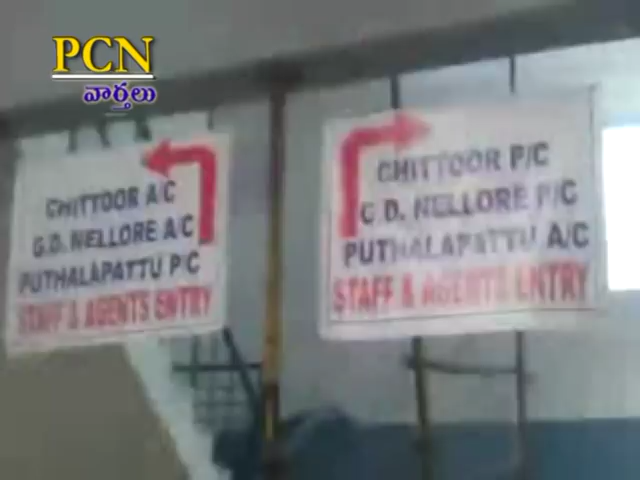 PCN
వార్తలు
CHITTOOR A/C
G.D. NELLORE A/C
PUTHALAPATTU P/C
STAFF & AGENTS ENTRY
CHITTOOR P/C
G.D. NELLORE P/C
PUTHALAPATTU A/C
STAFF & AGENTS ENTRY